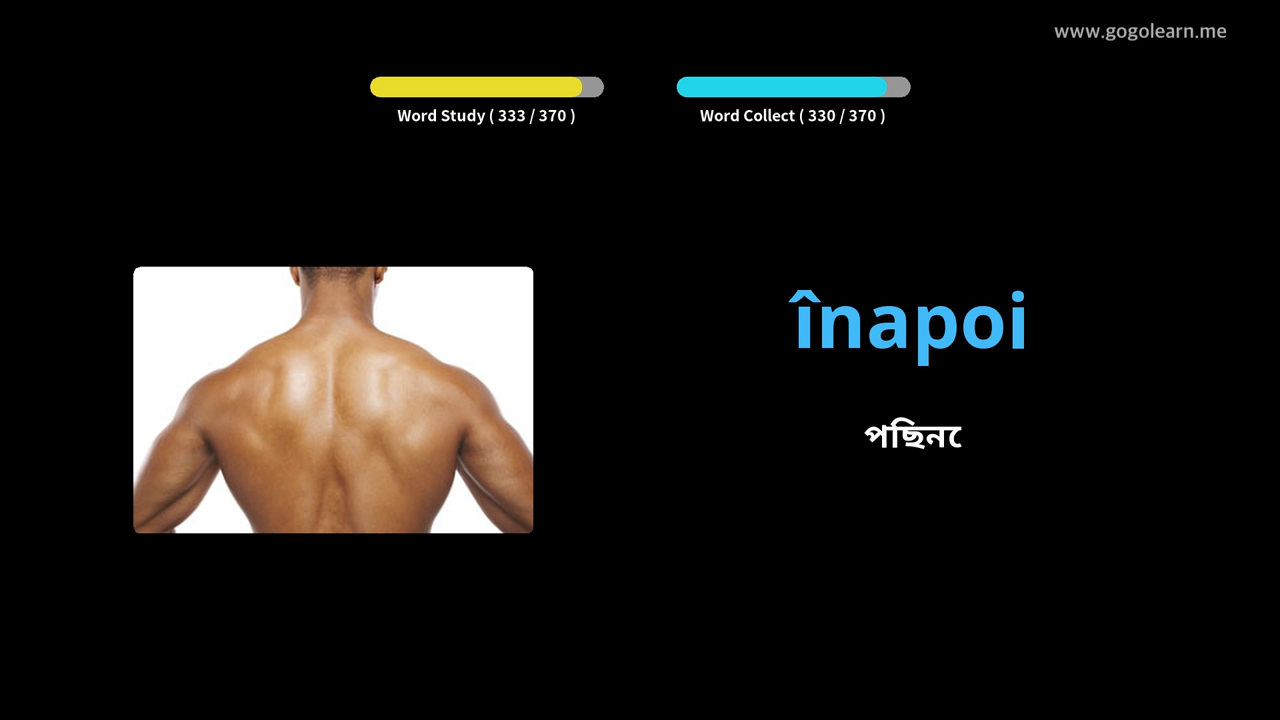 www.gogolearn.me
Word Study ( 333 / 370 )
Word Collect ( 330 / 370 )
înapoi
পিছনে